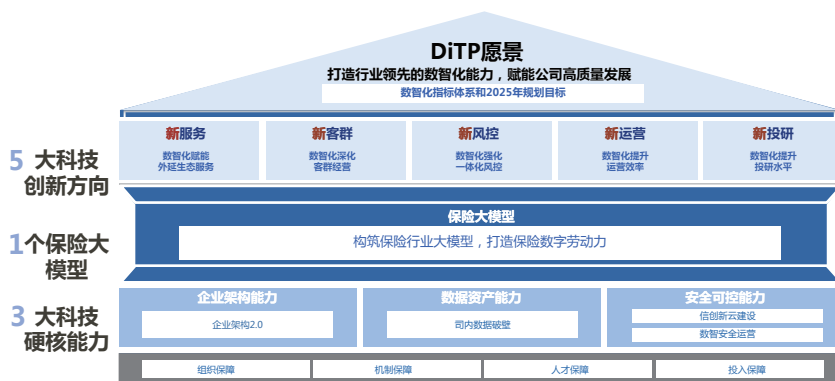 DiTP愿景
打造行业领先的数智化能力，赋能公司高质量发展
数智化指标体系和2025年规划目标
5 大科技
创新方向
新服务
数智化赋能
外延生态服务
新客群
数智化深化
客群经营
新风控
数智化强化
一体化风控
新运营
数智化提升
运营效率
新投研
数智化提升
投研水平
1个保险大
模型
保险大模型
构筑保险行业大模型，打造保险数字劳动力
3 大科技
硬核能力
企业架构能力
企业架构2.0
数据资产能力
司内数据破壁
安全可控能力
信创新云建设
数智安全运营
组织保障
机制保障
人才保障
投入保障